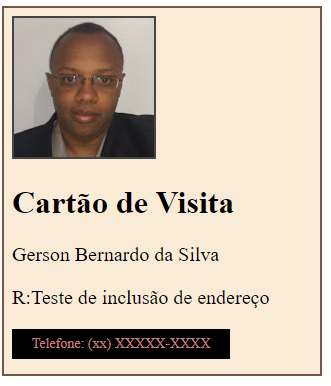 Cartão de Visita
Gerson Bernardo da Silva
R:Teste de inclusão de endereço
Telefone: (xx) XXXXX-XXXX